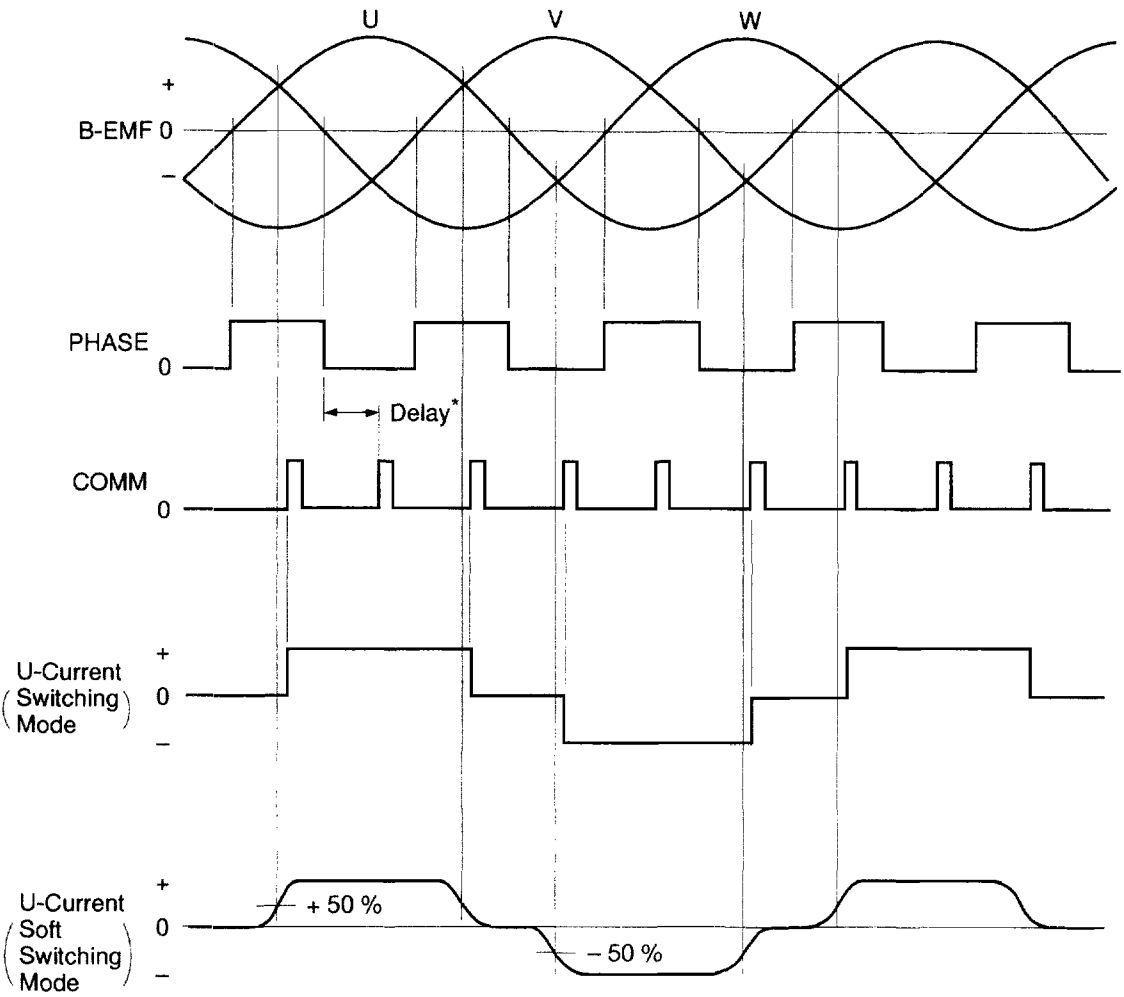 U V W
+
B-EMF 0
–
PHASE
0
Delay*
COMM
0
U-Current
(Switching
Mode)
+
0
–
U-Current
(Soft
Switching
Mode)
+
0
–
+ 50 %
– 50 %